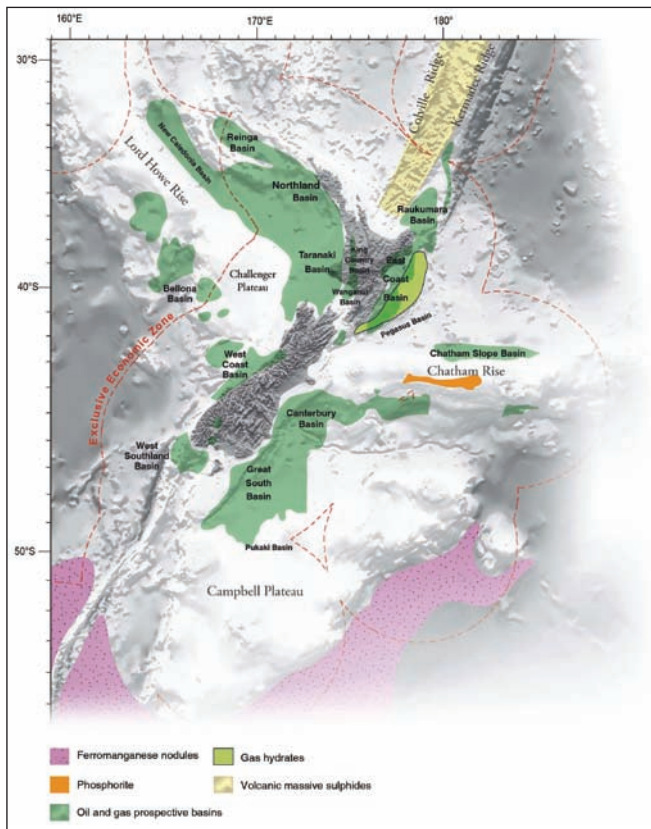 160°E
170°E
180°
30°S
Colville Ridge
Kermadec Ridge
New Caledonia Basin
Reinga
Basin
Lord Howe Rise
Northland
Basin
Raukumara
Basin
King
Country
Basin
Taranaki
Basin
East
Coast
Basin
Wanganui
Basin
40°S
Challenger
Plateau
Bellona
Basin
Pegasus Basin
Exclusive Economic Zone
West
Coast
Basin
Chatham Slope Basin
Chatham Rise
Canterbury
Basin
West
Southland
Basin
Great
South
Basin
Pukaki Basin
50°S
Campbell Plateau
Ferromanganese nodules
Gas hydrates
Phosphorite
Volcanic massive sulphides
Oil and gas prospective basins